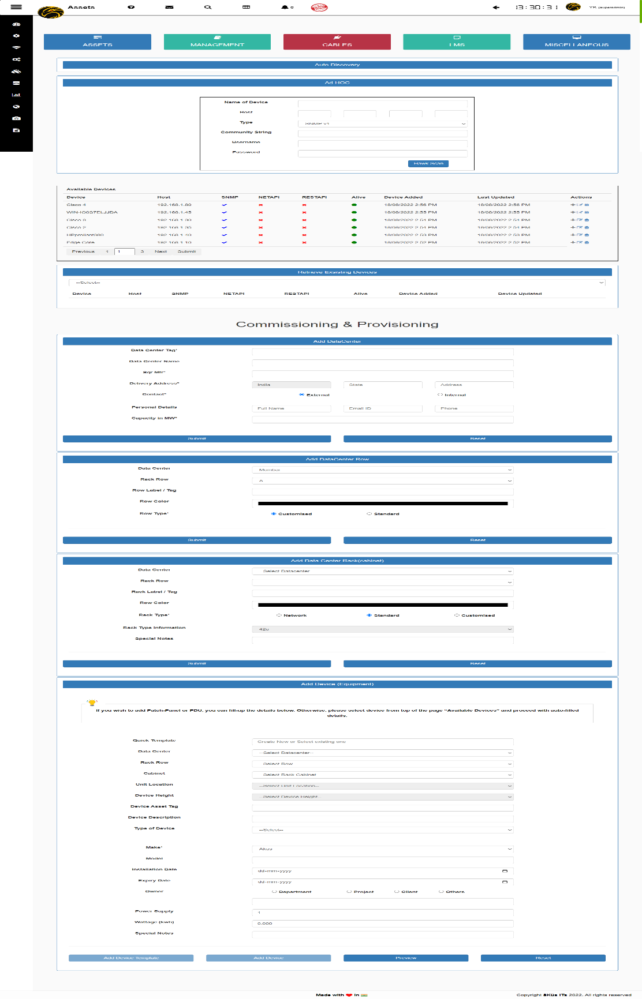 Assets
6
13:30:31
YK (superadmin)
ASSETS
MANAGEMENT
CABLES
LMS
MISCELLANEOUS
Auto Discovery
Ad HOC
Name of Device
Host
Type SNMP v1
Community String
Username
Password
Hawk Scan
Available Devices
Device Host SNMP NETAPI RESTAPI Alive Device Added Last Updated Actions
Cisco 4 192.168.1.60 18/08/2022 2:56 PM 18/08/2022 2:56 PM
192.168.1.45 18/08/2022 2:55 PM 18/08/2022 2:55 PM
Cisco 3 192.168.1.30 18/08/2022 2:54 PM 18/08/2022 2:54 PM
Cisco 2 192.168.1.35 18/08/2022 2:54 PM 18/08/2022 2:54 PM
HPproliant380 192.168.1.40 18/08/2022 2:53 PM 18/08/2022 2:53 PM
Edge Core 192.168.1.10 18/08/2022 2:52 PM 18/08/2022 2:52 PM
Previous 1 1 3 Next Submit
Retrieve Exsisting Devices
--Select--
Device Host SNMP NETAPI RESTAPI Alive Device Added Device Updated
Commissioning & Provisioning
Add DataCenter
Data Center Tag*
Data Center Name
Sqr Mtr*
Delivery Address* India State Address
Contact* External Internal
Personal Details Full Name Email ID Phone
Capacity in MW*
Submit Reset
Add DataCenter Row
Data Center Mumbai
Rack Row A
Row Label / Tag
Row Color
Row Type* Customised Standard
Submit Reset
Add Data Center Rack(cabinet)
Data Center --Select Datacenter--
Rack Row
Rack Label / Tag
Row Color
Rack Type* Network Standard Customised
Rack Type Information 42u
Special Notes
Submit Reset
Add Device (Equipment)
If you wish to add Patch-Panel or PDU, you can fill-up the details below. Otherwise, please select device from top of the page "Available Devices" and proceed with auto-filled
details.
Quick Template Create New or Select existing one
Data Center --Select Datacenter--
Rack Row --Select Row--
Cabinet --Select Rack Cabinet--
Unit Location --Select Unit Location--
Device Height --Select Device Height--
Device Asset Tag
Device Description
Type of Device --Select--
Make* Akus
Model
Installation Date dd-mm-yyyy
Expiry Date dd-mm-yyyy
Owner Department Project Client Others
Power Supply 1
Wattage (kwh) 0.000
Special Notes
Add Device Template Add Device Preview Reset
Made with ❤ in
Copyright āKūs ITs 2022. All rights reserved